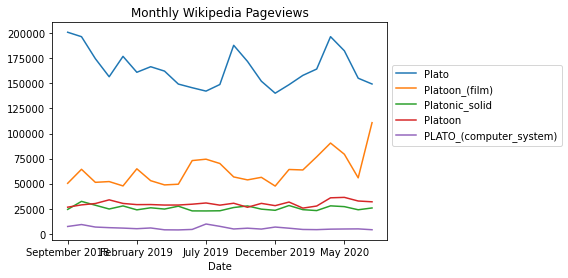 Monthly Wikipedia Pageviews
200000
175000
150000
125000
100000
75000
50000
25000
0
September 2018
February 2019
July 2019
December 2019
May 2020
Date
Plato
Platoon_(film)
Platonic_solid
Platoon
PLATO_(computer_system)